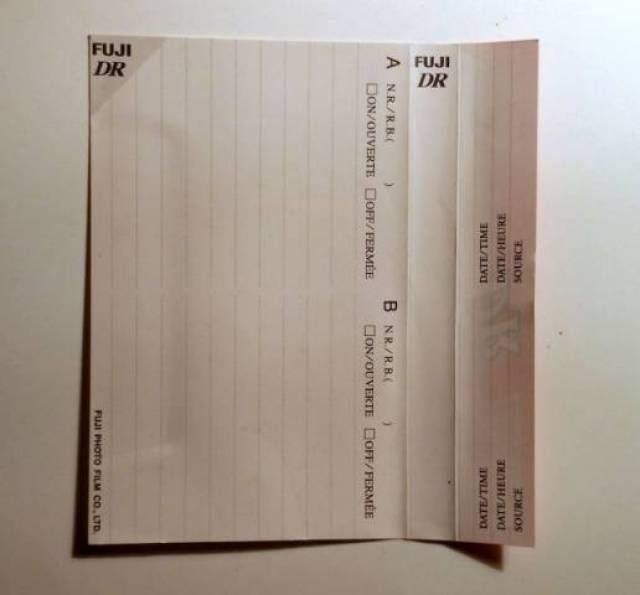 FUJI
DR
A N.R./R.B.( )
□ON/OUVERTE □OFF/FERMÉE
B N.R./R.B.( )
□ON/OUVERTE □OFF/FERMÉE
FUJI PHOTO FILM CO., LTD.
FUJI
DR
DATE/TIME
DATE/HEURE
SOURCE
DATE/TIME
DATE/HEURE
SOURCE